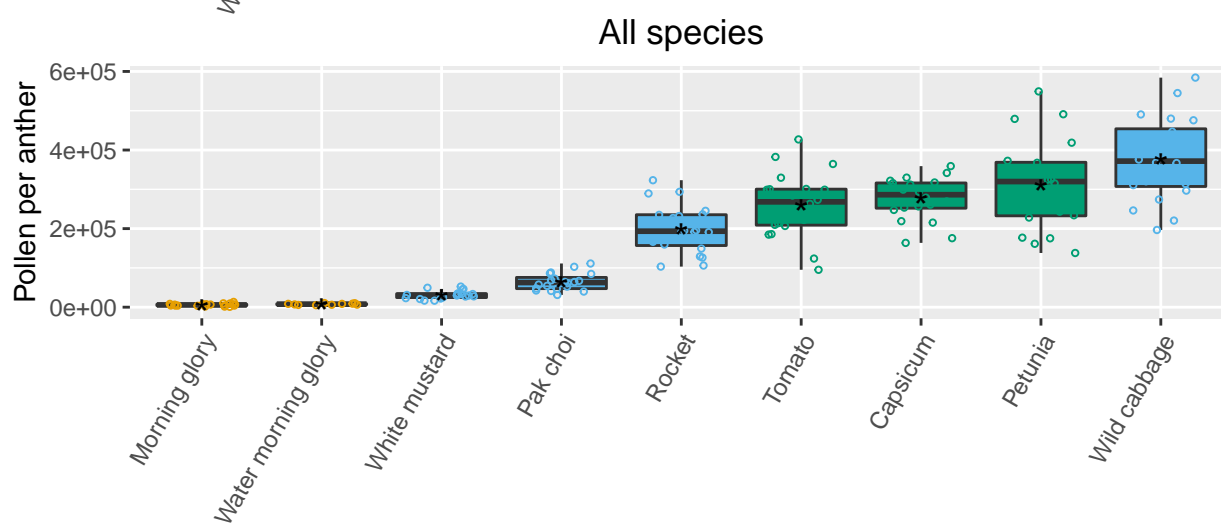 W
All species
Pollen per anther
6e+05
4e+05
2e+05
0e+00
Morning glory
Water morning glory
White mustard
Pak choi
Rocket
Tomato
Capsicum
Petunia
Wild cabbage